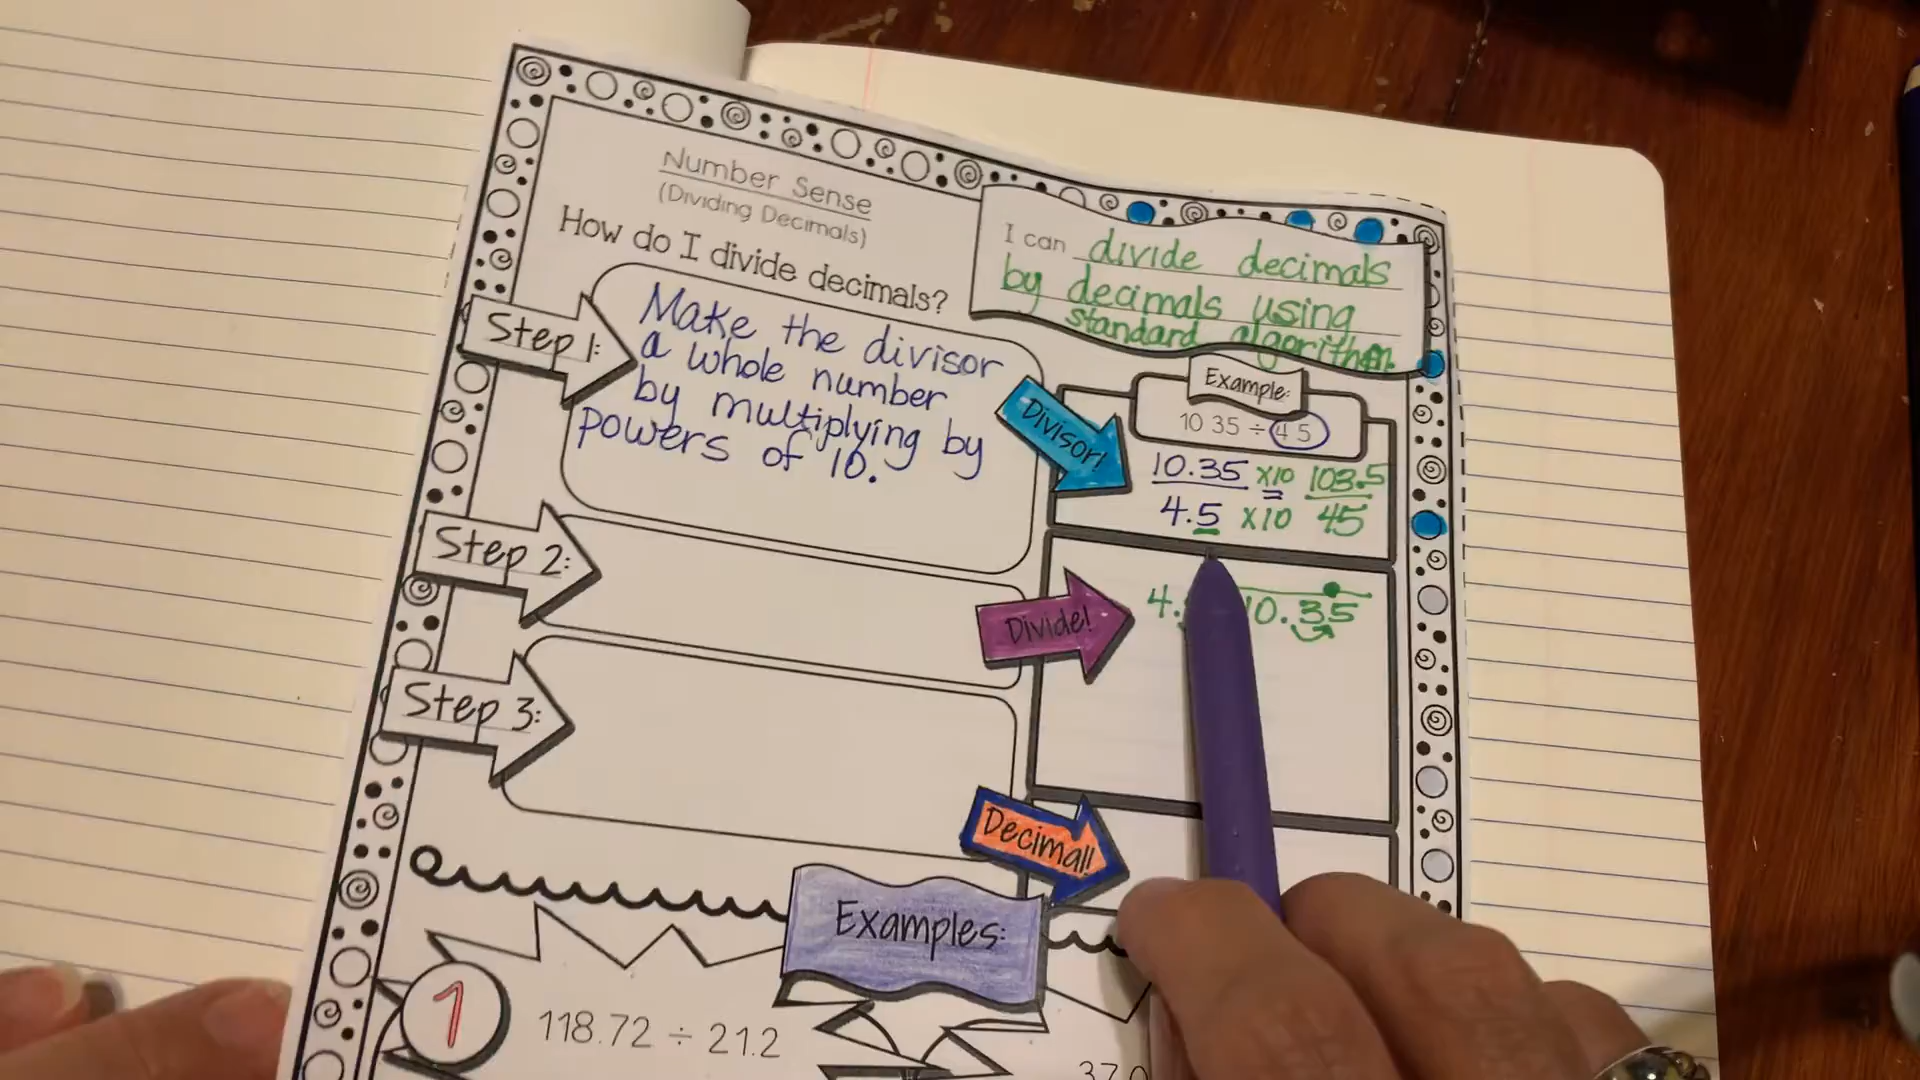 Number Sense
(Dividing Decimals)
How do I divide decimals?
I can divide decimals
by decimals using
standard algorithm.
Step 1:
Make the divisor
a whole number
by multiplying by
powers of 10.
Divisor!
Example:
10.35 ÷ 4.5
10.35 x10 103.5
=
4.5 x10 45
Step 2:
Divide!
4. 10.35
Step 3:
Decimal!
Examples:
1
118.72 ÷ 21.2
37.0